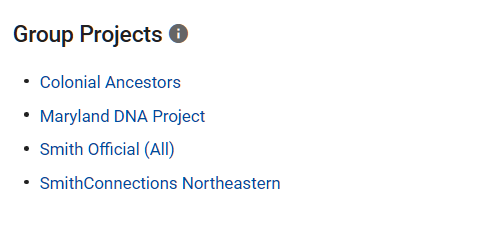 Group Projects
• Colonial Ancestors
• Maryland DNA Project
• Smith Official (All)
• SmithConnections Northeastern